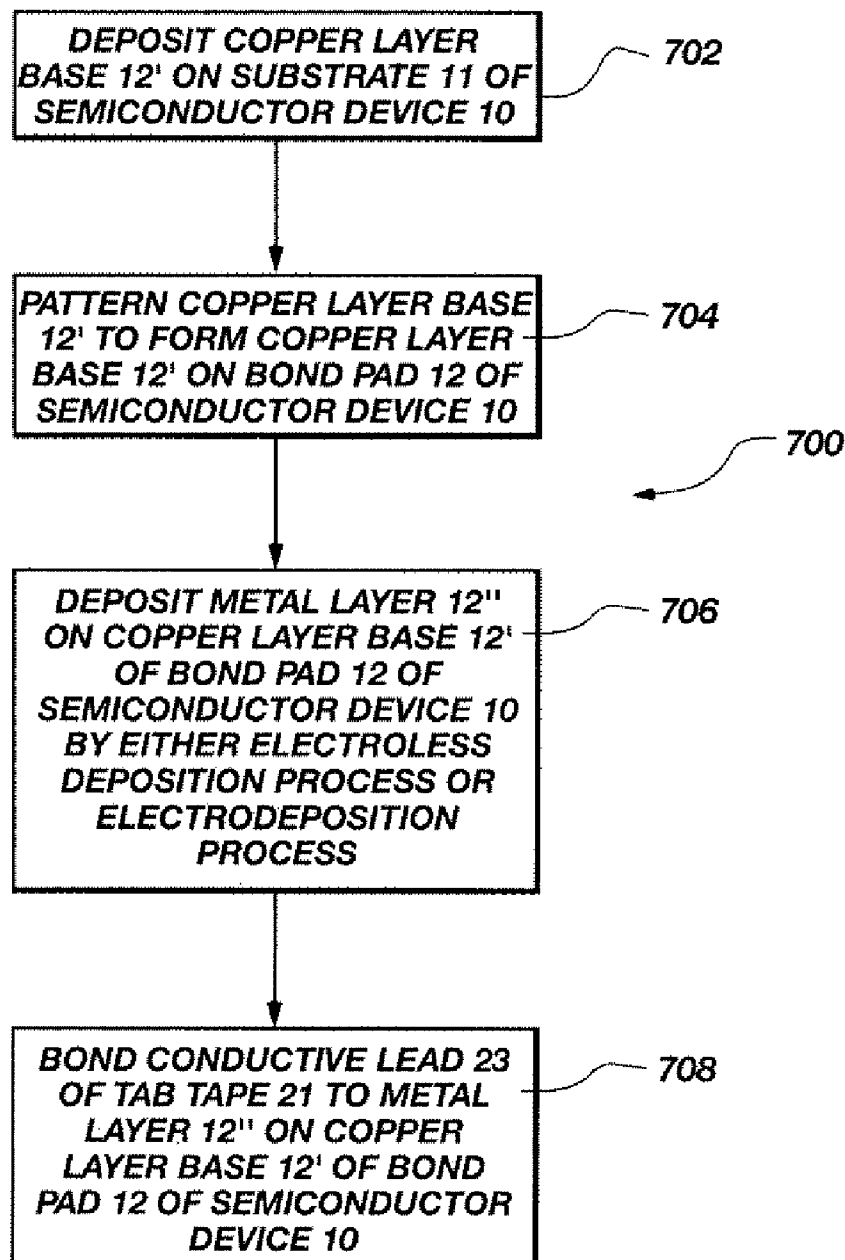 DEPOSIT COPPER LAYER
BASE 12' ON SUBSTRATE 11 OF
SEMICONDUCTOR DEVICE 10
702
PATTERN COPPER LAYER BASE
12' TO FORM COPPER LAYER
BASE 12' ON BOND PAD 12 OF
SEMICONDUCTOR DEVICE 10
704
700
DEPOSIT METAL LAYER 12"
ON COPPER LAYER BASE 12'
OF BOND PAD 12 OF
SEMICONDUCTOR DEVICE 10
BY EITHER ELECTROLESS
DEPOSITION PROCESS OR
ELECTRODEPOSITION
PROCESS
706
BOND CONDUCTIVE LEAD 23
OF TAB TAPE 21 TO METAL
LAYER 12" ON COPPER
LAYER BASE 12' OF BOND
PAD 12 OF SEMICONDUCTOR
DEVICE 10
708